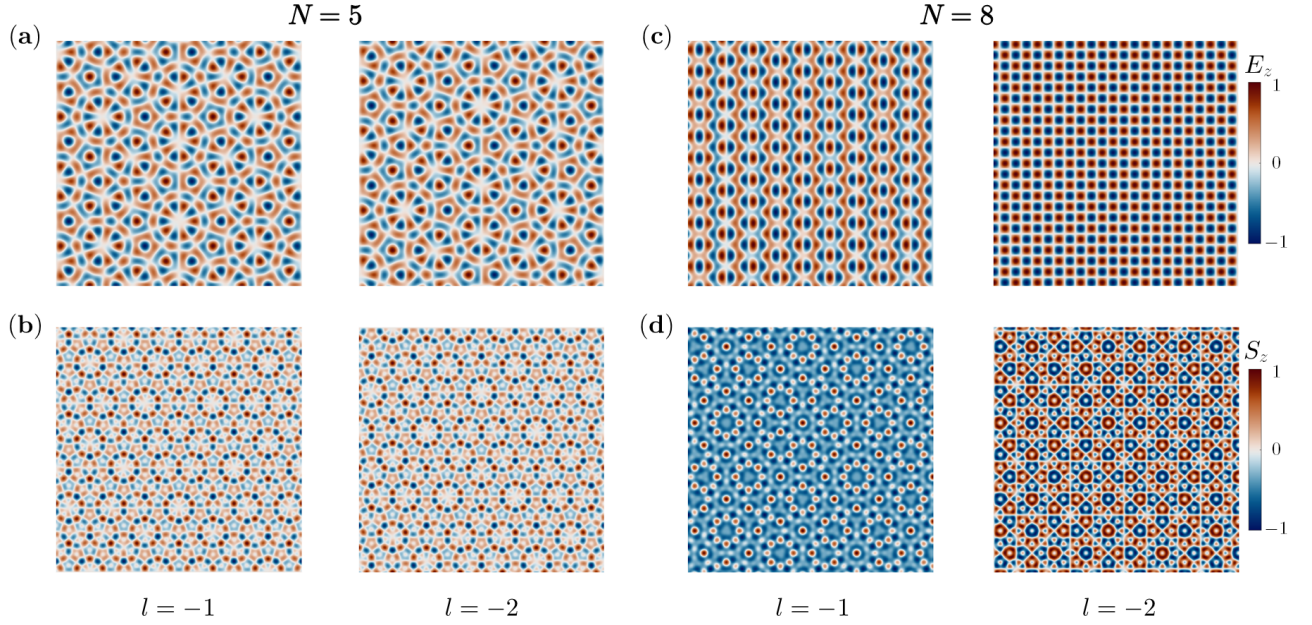 N = 5
N = 8
(a)
(c)
E_z
1
0
−1
(b)
(d)
S_z
1
0
−1
l = −1
l = −2
l = −1
l = −2